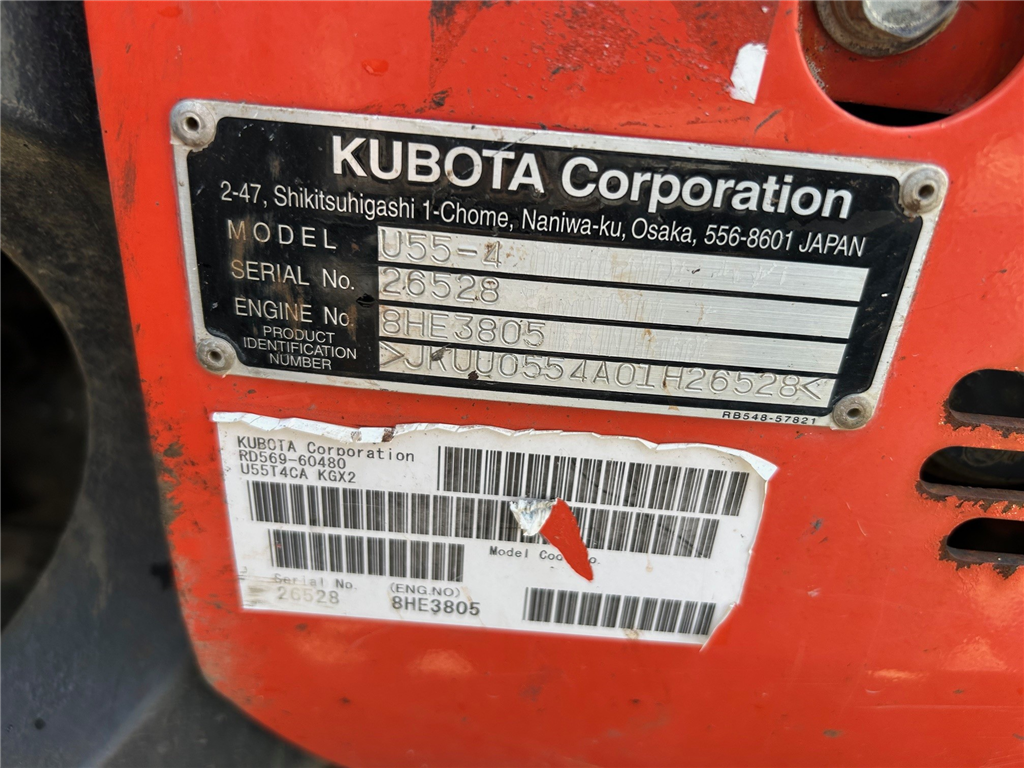 KUBOTA Corporation
2-47, Shikitsuhigashi 1-Chome, Naniwa-ku, Osaka, 556-8601 JAPAN
MODEL U55-4
SERIAL No. 26528
ENGINE No. 8HE3805
PRODUCT IDENTIFICATION NUMBER >JKUU0554A01H26528<
RB548-57821
KUBOTA Corporation
RD569-60480
U55T4CA KGX2
Model
Serial No. (ENG.NO)
26528 8HE3805